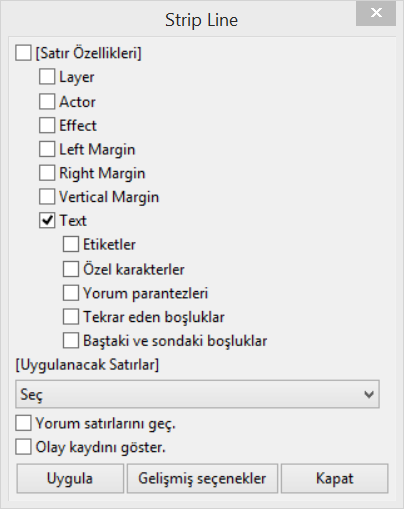 Strip Line
[Satır Özellikleri]
Layer
Actor
Effect
Left Margin
Right Margin
Vertical Margin
Text
Etiketler
Özel karakterler
Yorum parantezleri
Tekrar eden boşluklar
Baştaki ve sondaki boşluklar
[Uygulanacak Satırlar]
Seç
Yorum satırlarını geç.
Olay kaydını göster.
Uygula Gelişmiş seçenekler Kapat